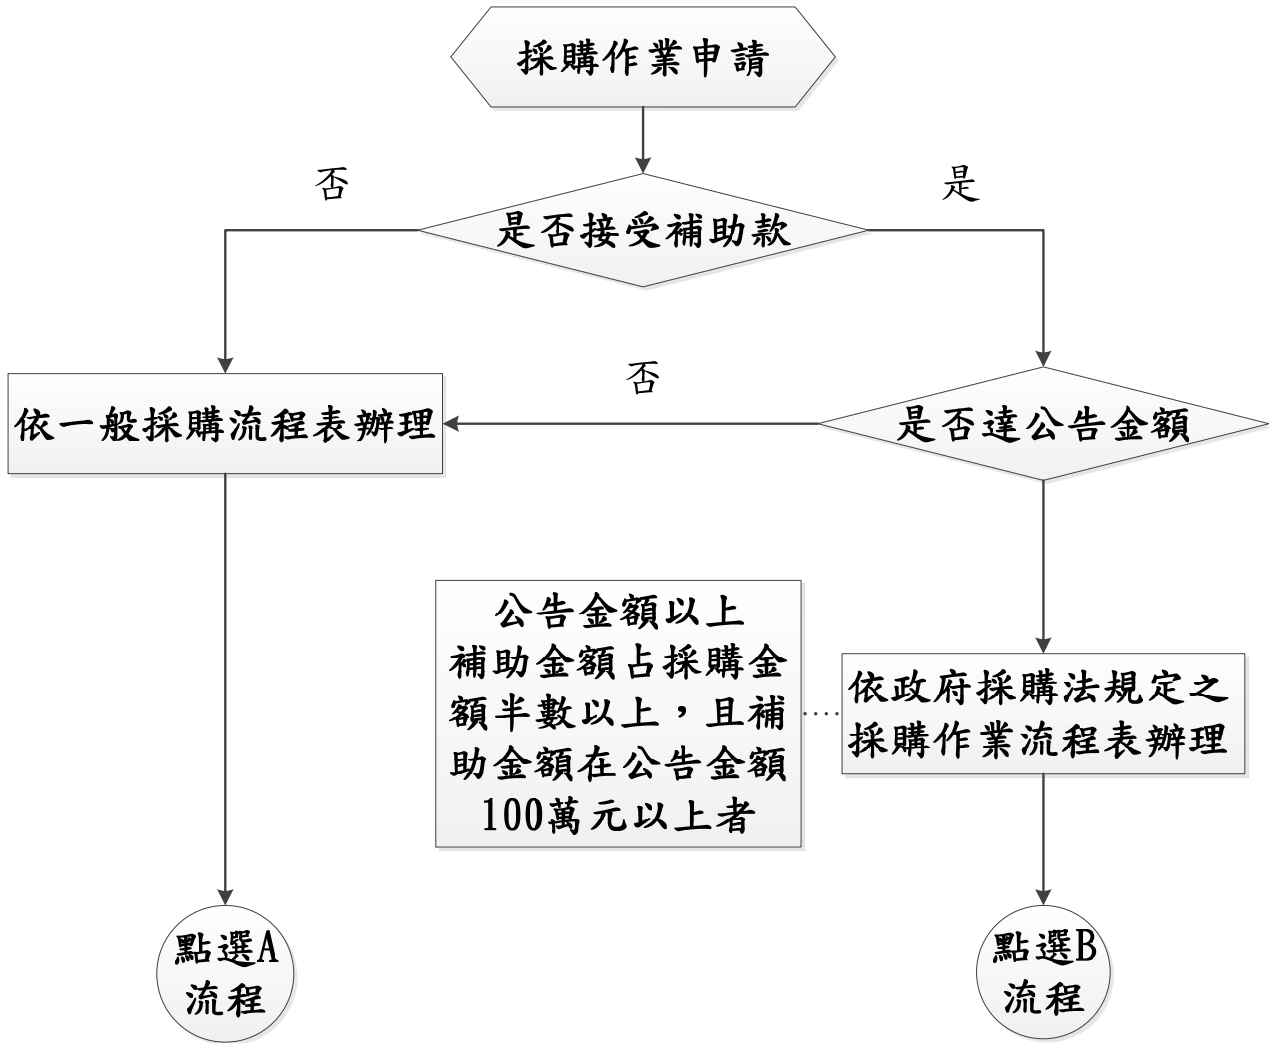 採購作業申請
否
是
是否接受補助款
否
依一般採購流程表辦理
是否達公告金額
公告金額以上
補助金額占採購金
額半數以上，且補
助金額在公告金額
100萬元以上者
依政府採購法規定之
採購作業流程表辦理
點選A
流程
點選B
流程